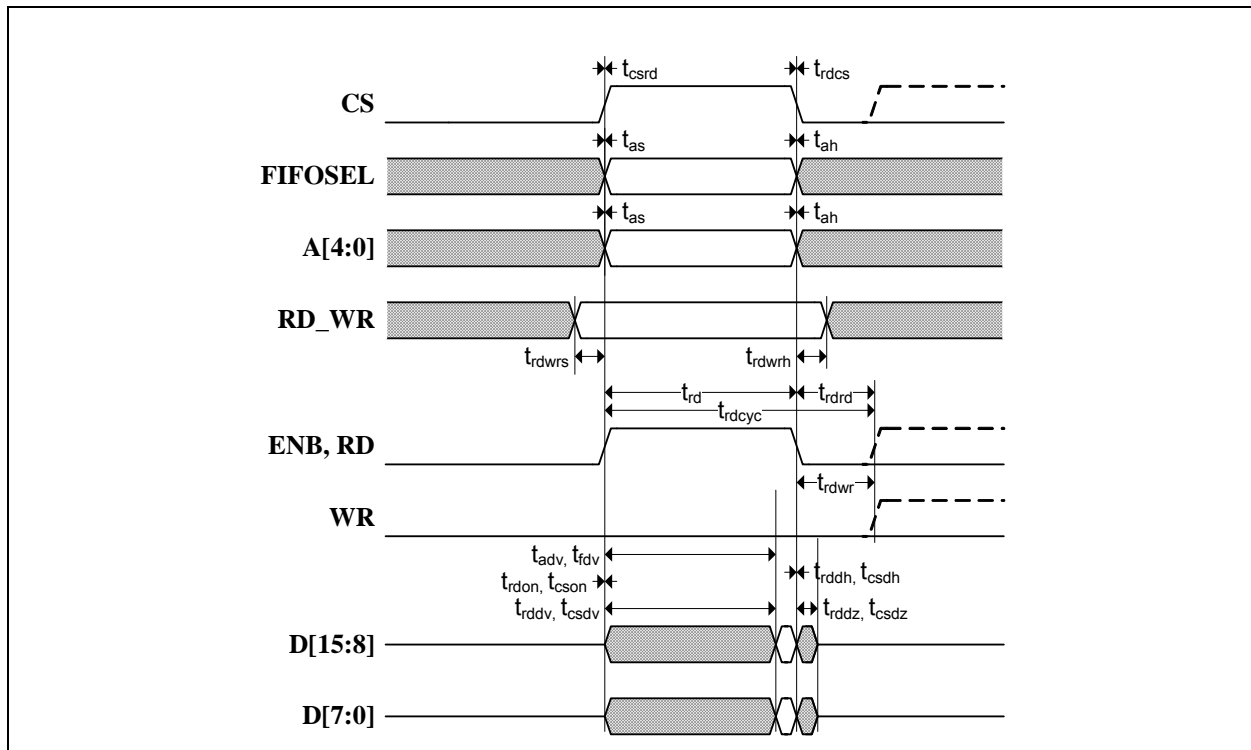 t_csrd t_rdcs
CS
t_as t_ah
FIFOSEL
t_as t_ah
A[4:0]
RD_WR
t_rdwrs t_rdwrh
t_rd t_rdrd
t_rdcyc
ENB, RD
t_rdwr
WR
t_adv, t_fdv
t_rdon, t_cson t_rddh, t_csdh
t_rddv, t_csdv t_rddz, t_csdz
D[15:8]
D[7:0]